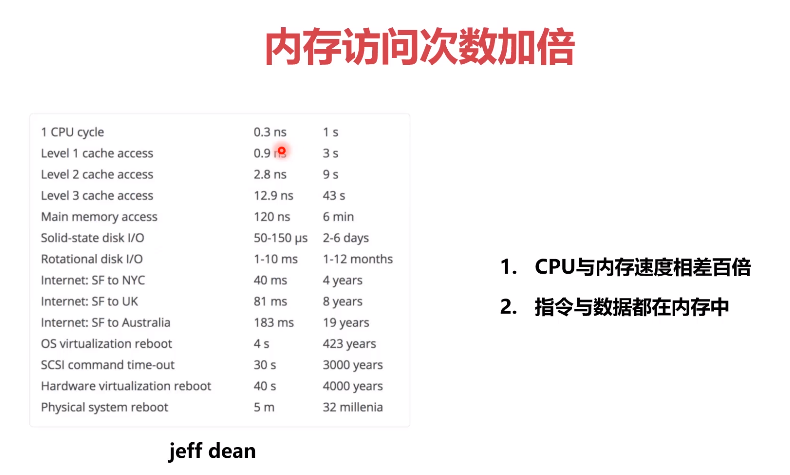 内存访问次数加倍
1 CPU cycle 0.3 ns 1 s
Level 1 cache access 0.9 ns 3 s
Level 2 cache access 2.8 ns 9 s
Level 3 cache access 12.9 ns 43 s
Main memory access 120 ns 6 min
Solid-state disk I/O 50-150 μs 2-6 days
Rotational disk I/O 1-10 ms 1-12 months
Internet: SF to NYC 40 ms 4 years
Internet: SF to UK 81 ms 8 years
Internet: SF to Australia 183 ms 19 years
OS virtualization reboot 4 s 423 years
SCSI command time-out 30 s 3000 years
Hardware virtualization reboot 40 s 4000 years
Physical system reboot 5 m 32 millenia
jeff dean
1. CPU与内存速度相差百倍
2. 指令与数据都在内存中